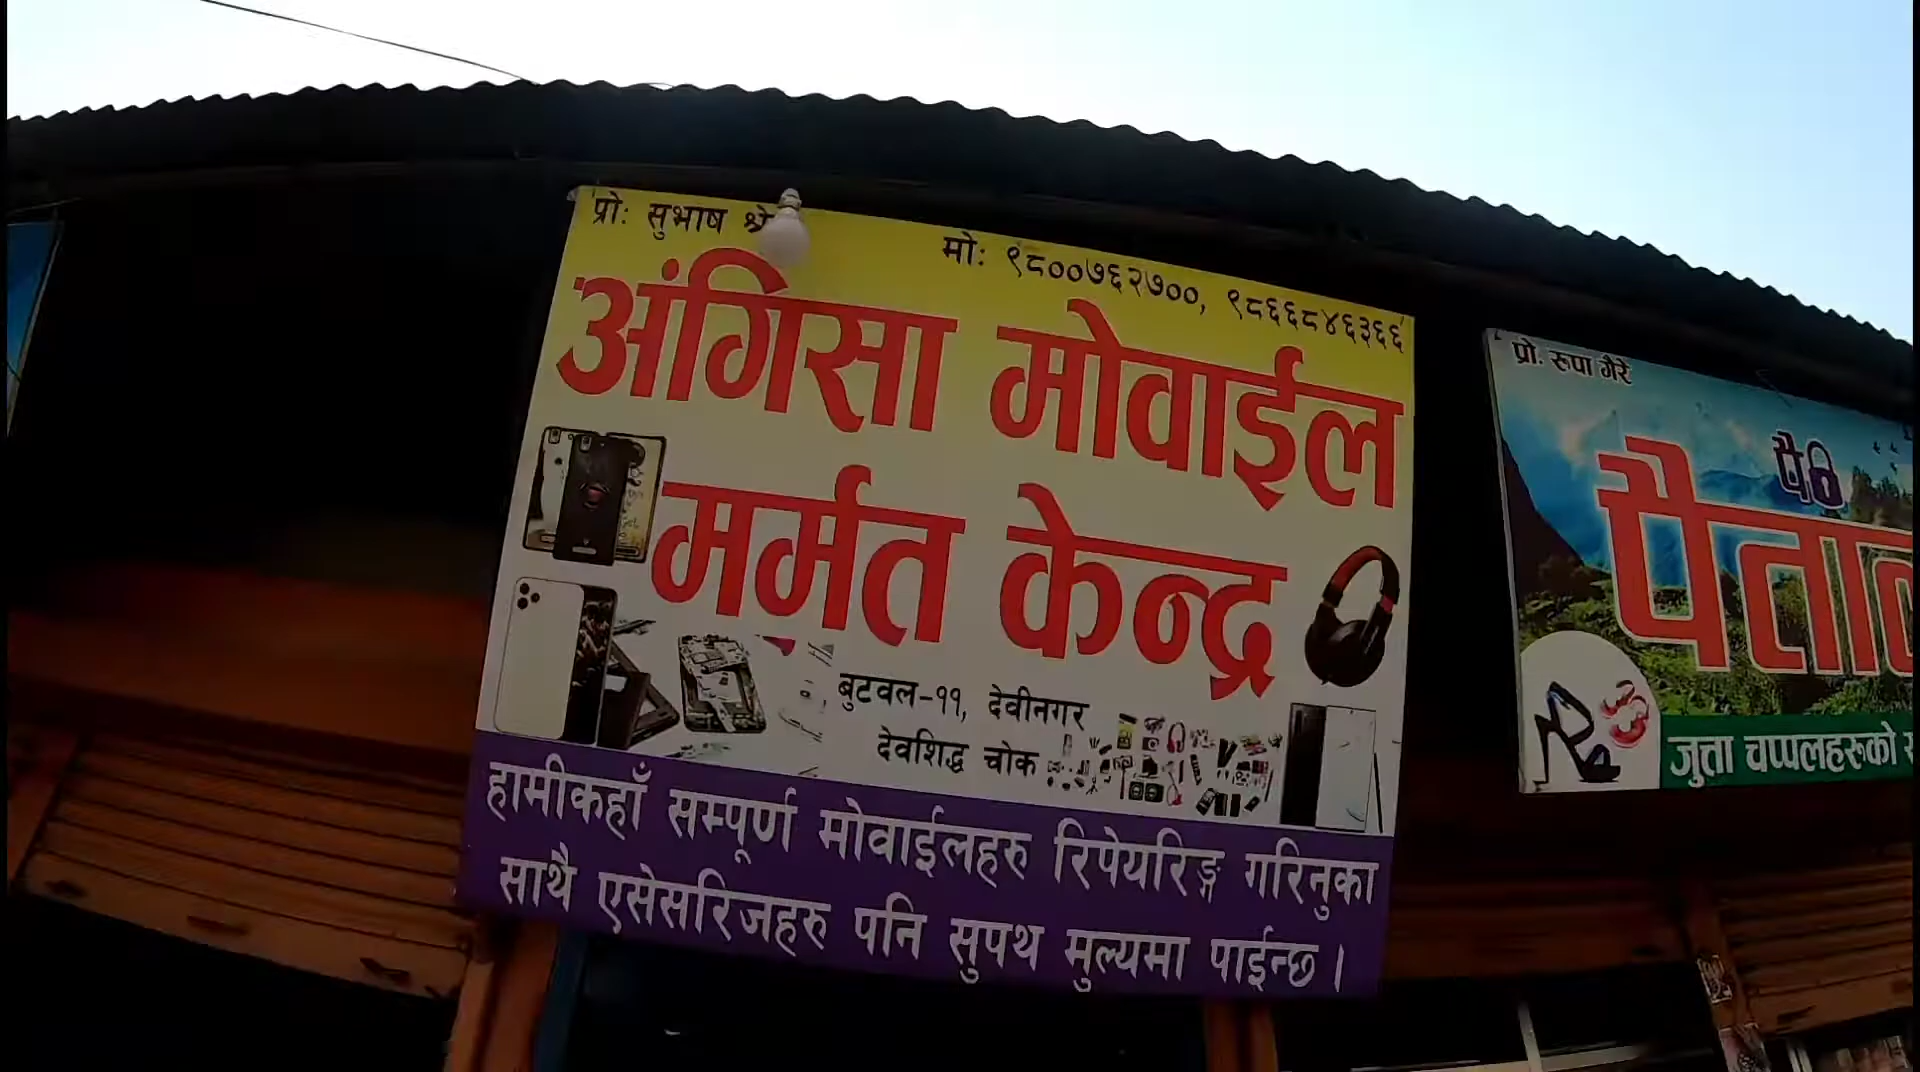 प्रो: सुभाष
मो: ९८००७६२७००, ९८६६८४६३६६
अंगिसा मोवाईल
मर्मत केन्द्र
बुटवल-११, देवीनगर
देवशिद्ध चोक
हामीकहाँ सम्पूर्ण मोवाईलहरु रिपेयरिङ्ग गरिनुका
साथै एसेसरिजहरु पनि सुपथ मुल्यमा पाईन्छ।
प्रो. रूपा गैरे
जुत्ता चप्पलहरूको